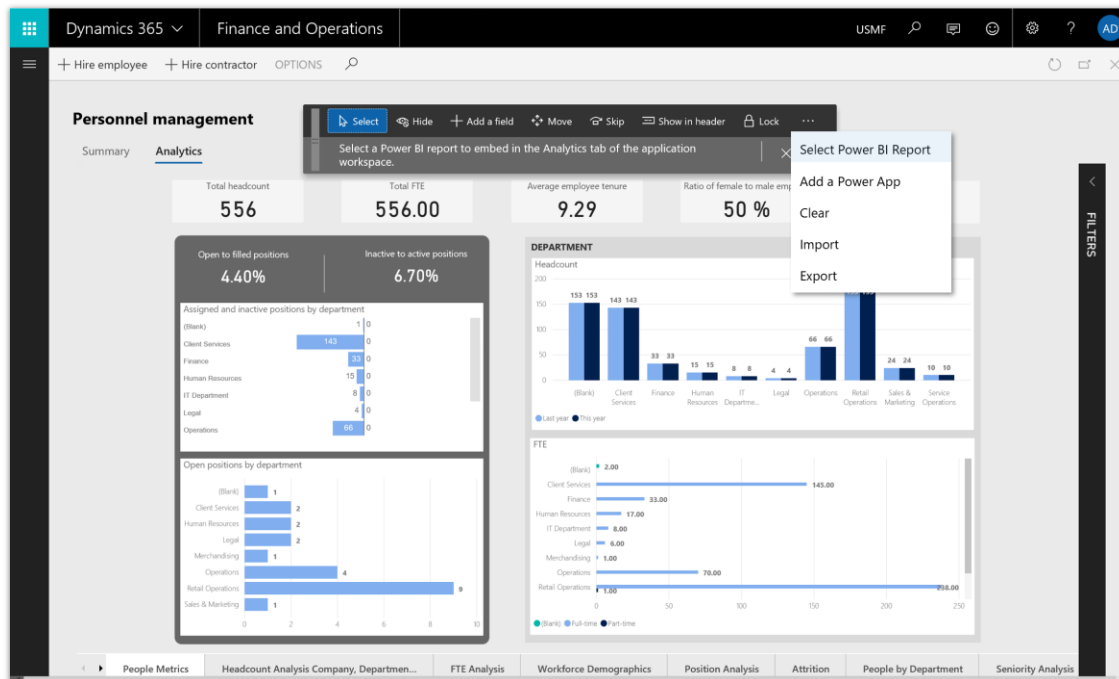 Dynamics 365
Finance and Operations
USMF
?
AD
+ Hire employee + Hire contractor OPTIONS
Personnel management
Summary Analytics
Select Hide Add a field Move Skip Show in header Lock ...
Select a Power BI report to embed in the Analytics tab of the application
workspace.
Select Power BI Report
Add a Power App
Clear
Import
Export
FILTERS
Total headcount
556
Total FTE
556.00
Average employee tenure
9.29
Ratio of female to male
50 %
Open to filled positions
4.40%
Inactive to active positions
6.70%
Assigned and inactive positions by department
(Blank) 1 0
Client Services 143 0
Finance 33 0
Human Resources 15 0
IT Department 8 0
Legal 4 0
Operations 66 0
Open positions by department
(Blank) 1
Client Services 2
Human Resources 2
Legal 2
Merchandising 1
Operations 4
Retail Operations 9
Sales & Marketing 1
0 2 4 6 8 10
DEPARTMENT
Headcount
200
150
100
50
0
153 153 143 143 33 33 15 15 8 8 4 4 66 66 24 24 10 10
(Blank) Client Services Finance Human Resources IT Departme... Legal Operations Retail Operations Sales & Marketing Service Operations
Last year This year
FTE
(Blank) 2.00
Client Services 145.00
Finance 33.00
Human Resources 17.00
IT Department 8.00
Legal 6.00
Merchandising 1.00
Operations 70.00
Retail Operations 238.00
1.00
0 50 100 150 200 250
(Blank) Full-time Part-time
People Metrics Headcount Analysis Company, Departmen... FTE Analysis Workforce Demographics Position Analysis Attrition People by Department Seniority Analysis